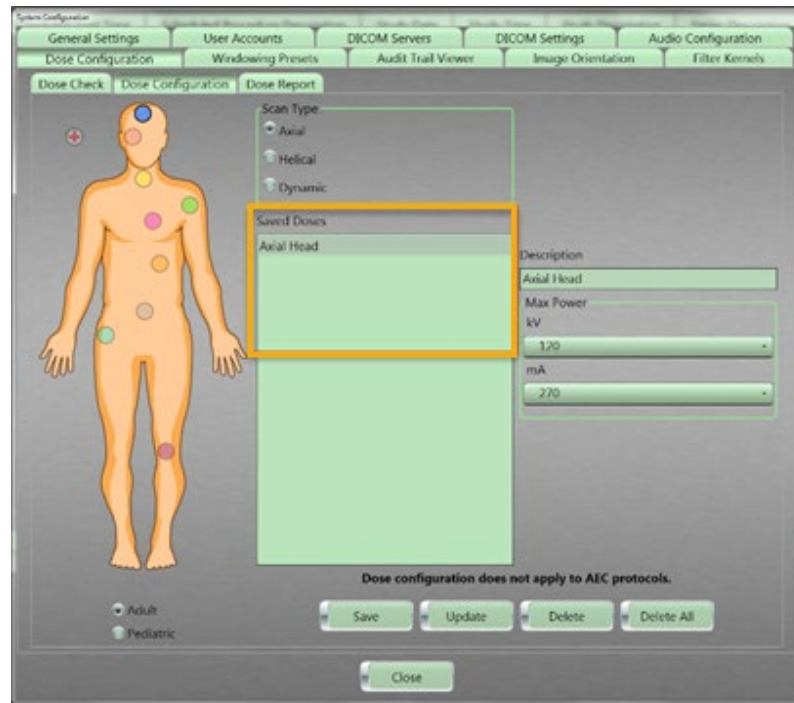 System Configuration
General Settings User Accounts DICOM Servers DICOM Settings Audio Configuration
Dose Configuration Windowing Presets Audit Trail Viewer Image Orientation Filter Kernels
Dose Check Dose Configuration Dose Report
Scan Type
Axial
Helical
Dynamic
Saved Doses
Axial Head
Description
Axial Head
Max Power
kV
120
mA
270
Dose configuration does not apply to AEC protocols.
Adult
Pediatric
Save Update Delete Delete All
Close